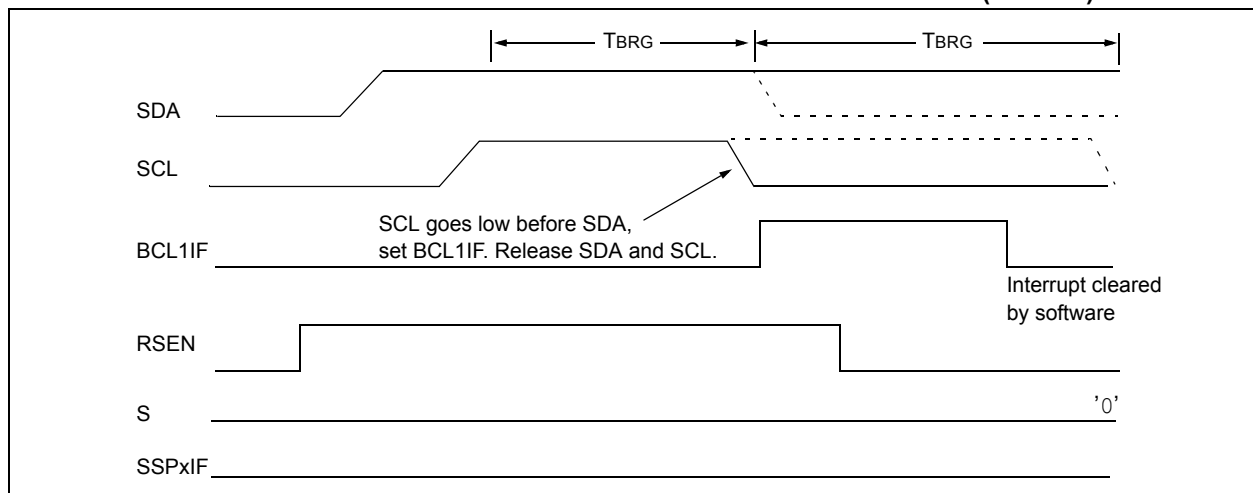 TBRG TBRG
SDA
SCL
SCL goes low before SDA,
set BCL1IF. Release SDA and SCL.
BCL1IF
Interrupt cleared
by software
RSEN
S '0'
SSPxIF